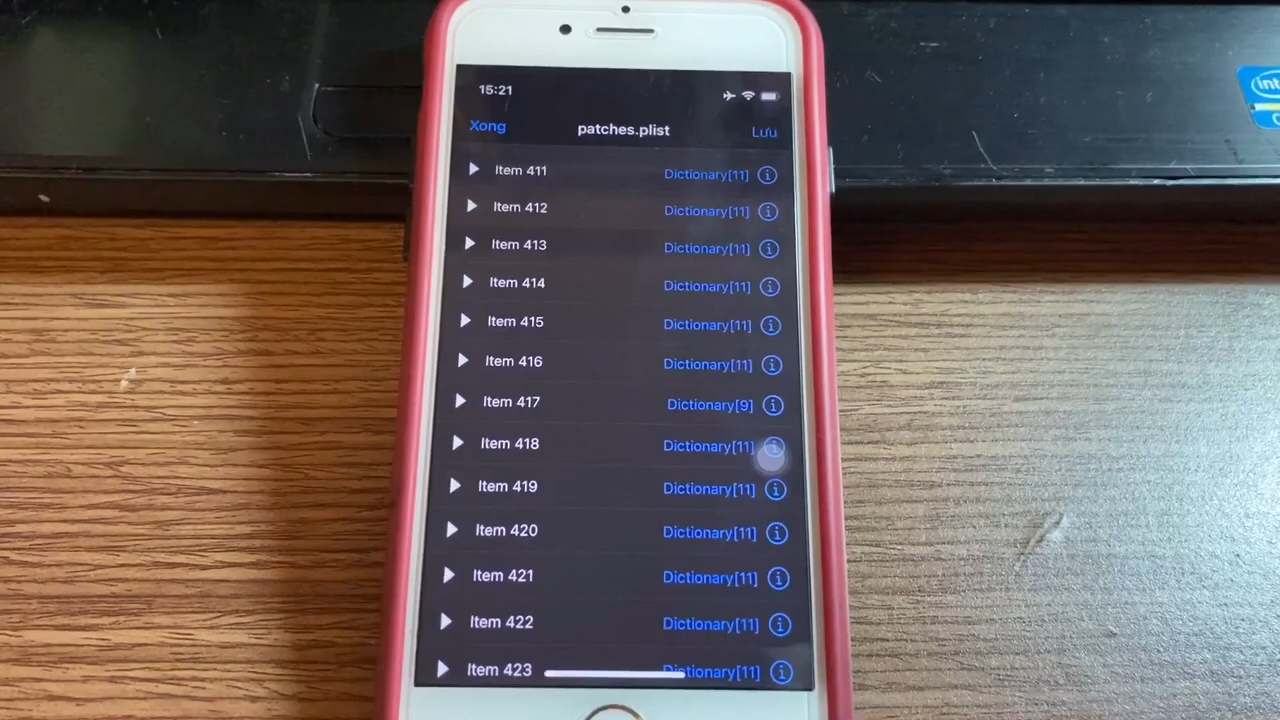 15:21
Xong patches.plist Lưu
Item 411 Dictionary[11]
Item 412 Dictionary[11]
Item 413 Dictionary[11]
Item 414 Dictionary[11]
Item 415 Dictionary[11]
Item 416 Dictionary[11]
Item 417 Dictionary[9]
Item 418 Dictionary[11]
Item 419 Dictionary[11]
Item 420 Dictionary[11]
Item 421 Dictionary[11]
Item 422 Dictionary[11]
Item 423 Dictionary[11]